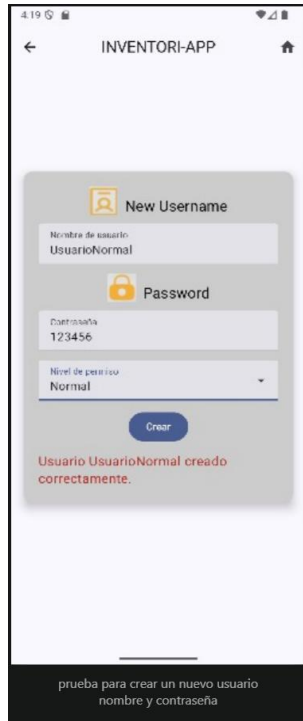 4:19
INVENTORI-APP
New Username
Nombre de usuario
UsuarioNormal
Password
Contraseña
123456
Nivel de permiso
Normal
Crear
Usuario UsuarioNormal creado
correctamente.
prueba para crear un nuevo usuario
nombre y contraseña